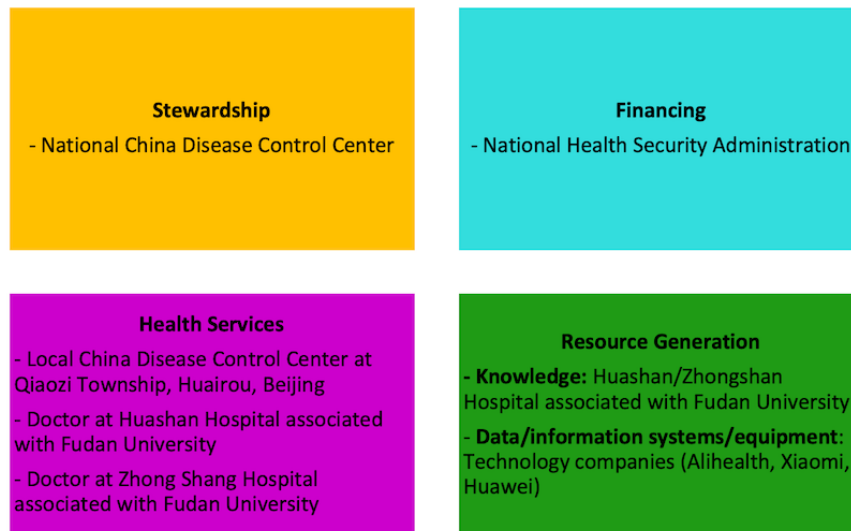 Stewardship
- National China Disease Control Center
Financing
- National Health Security Administration
Health Services
- Local China Disease Control Center at
Qiaozi Township, Huairou, Beijing
- Doctor at Huashan Hospital associated
with Fudan University
- Doctor at Zhong Shang Hospital
associated with Fudan University
Resource Generation
- Knowledge: Huashan/Zhongshan
Hospital associated with Fudan University
- Data/information systems/equipment:
Technology companies (Alihealth, Xiaomi,
Huawei)